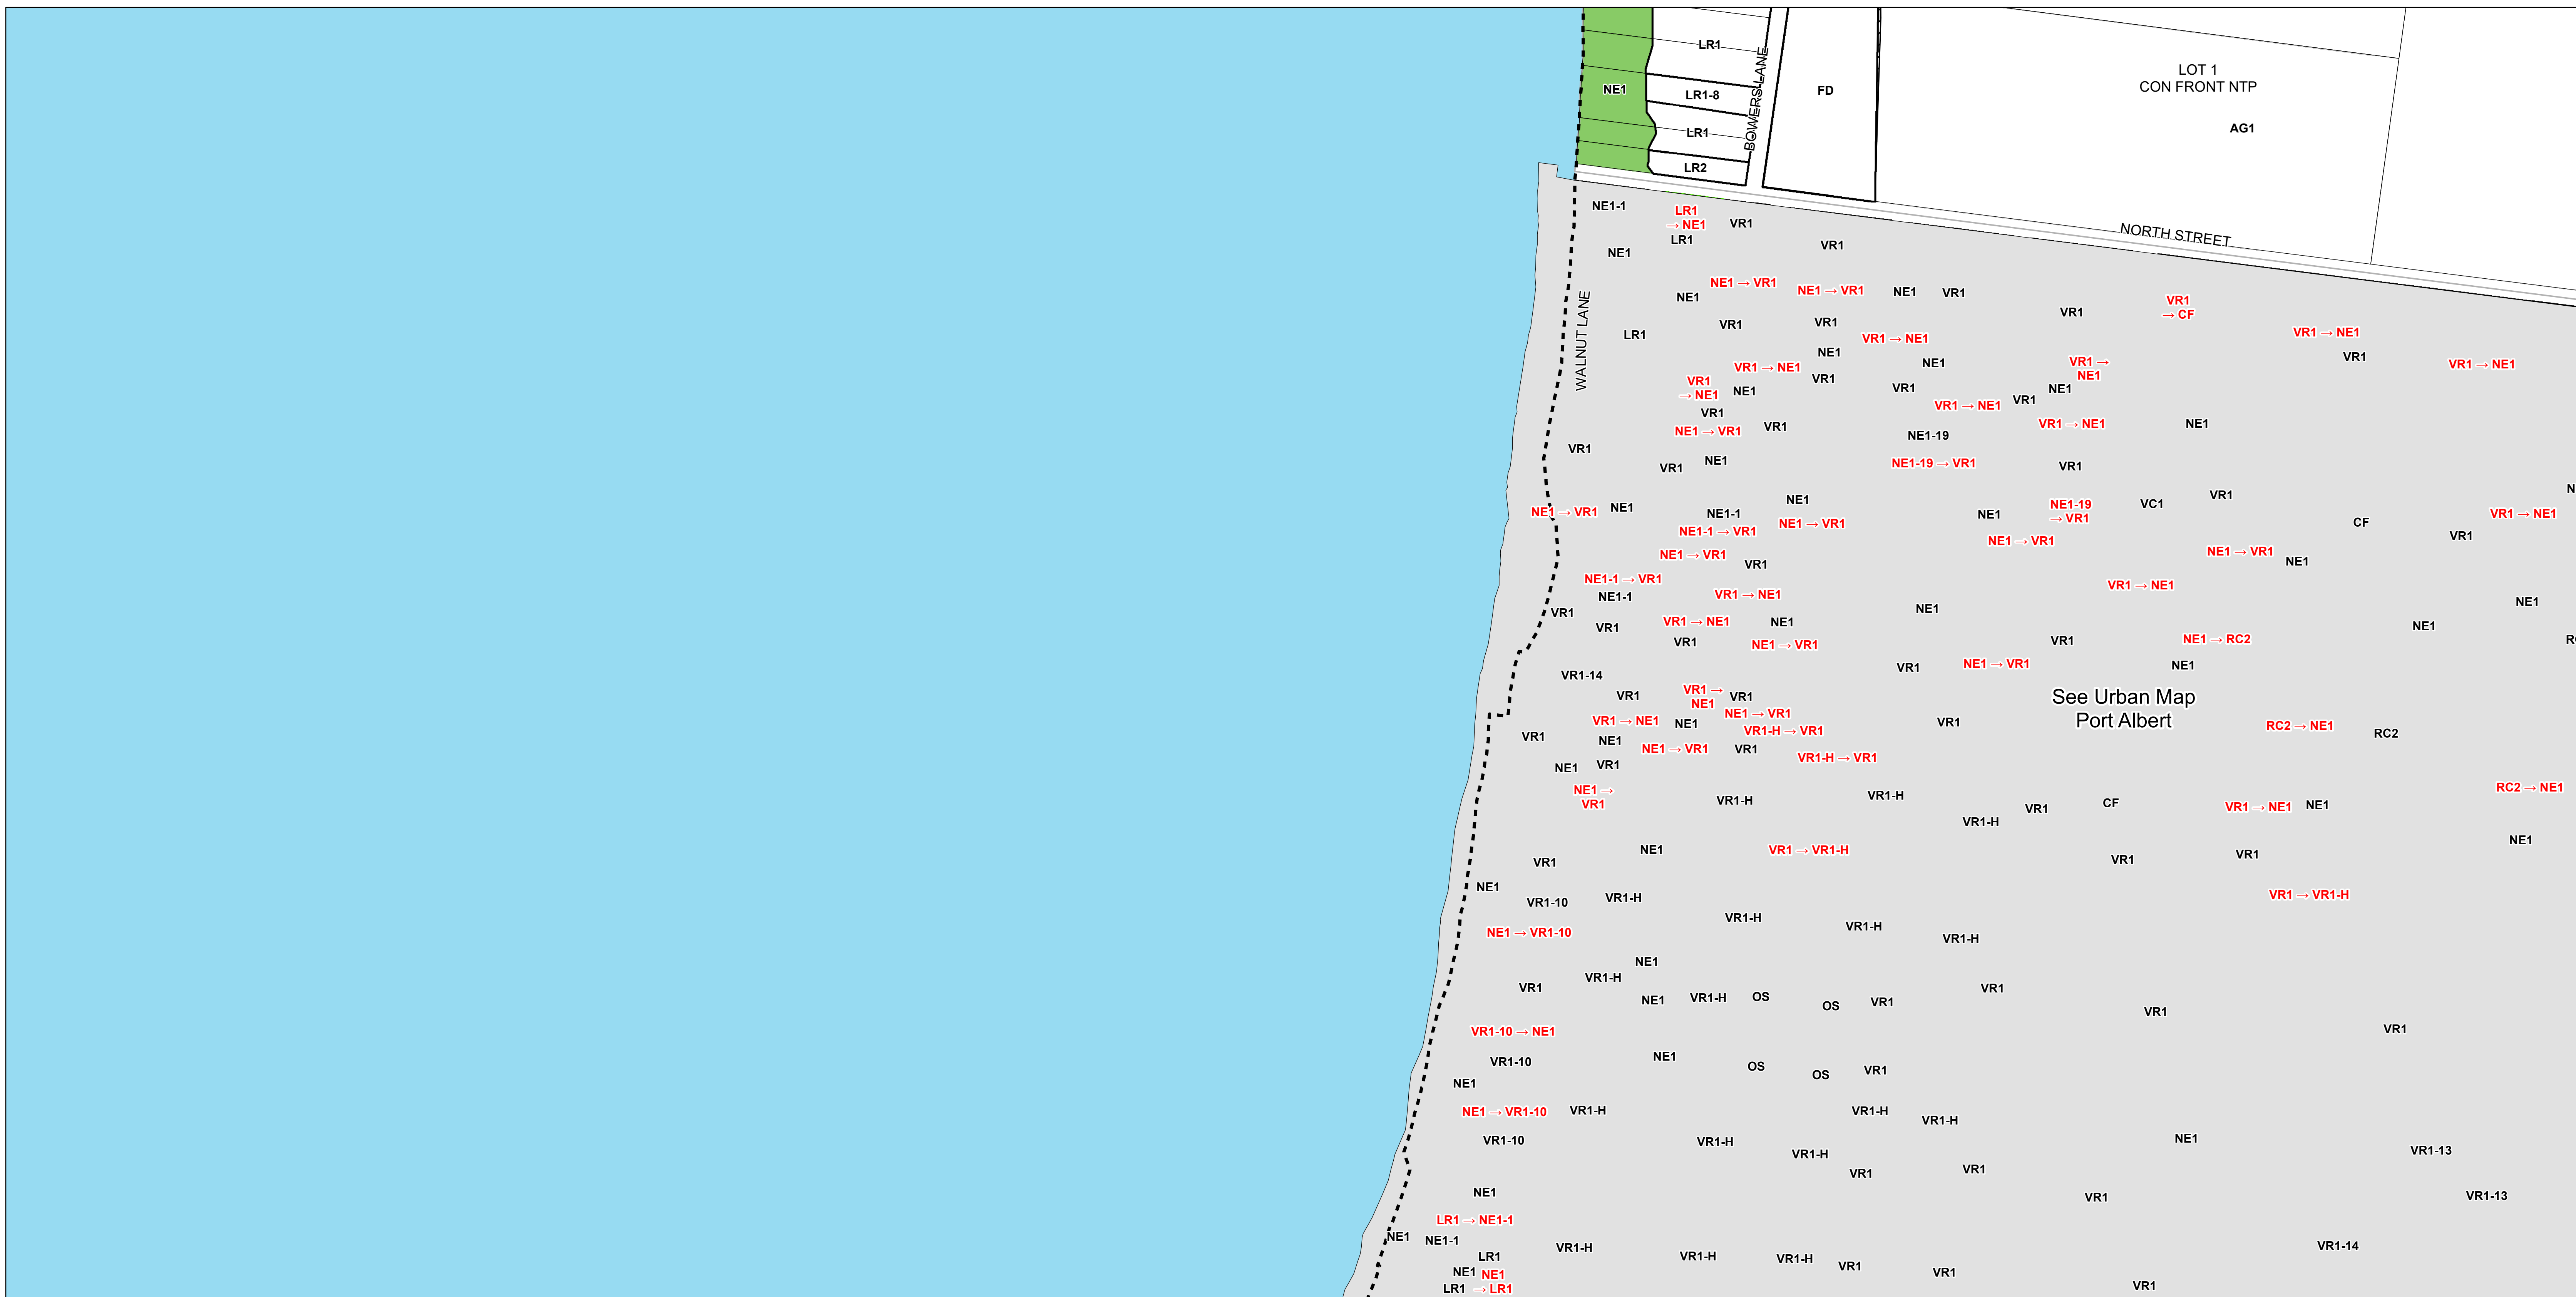 LR1
LOT 1
CON FRONT NTP
NE1
LR1-8
BOWERS LANE
FD
LR1
AG1
LR2
NE1-1
LR1
→ NE1
VR1
LR1
VR1
NORTH STREET
NE1
NE1 → VR1
NE1 → VR1
NE1
VR1
NE1
VR1
→ CF
VR1
WALNUT LANE
LR1
VR1
VR1
VR1 → NE1
VR1 → NE1
NE1
VR1
VR1 → NE1
NE1
VR1 →
NE1
VR1 → NE1
VR1
→ NE1
NE1
VR1
VR1
NE1
VR1
VR1 → NE1
VR1
NE1 → VR1
VR1
VR1 → NE1
NE1
NE1-19
VR1
VR1
NE1
NE1-19 → VR1
VR1
NE1 → VR1
NE1
NE1-1
NE1
NE1-1 → VR1
NE1 → VR1
NE1
NE1-19
→ VR1
VC1
VR1
CF
VR1 → NE1
NE1 → VR1
VR1
NE1 → VR1
NE1 → VR1
NE1
VR1
NE1-1 → VR1
VR1 → NE1
VR1 → NE1
NE1-1
NE1
NE1
VR1
VR1
VR1 → NE1
NE1
NE1
VR1
NE1 → VR1
VR1
NE1 → RC2
VR1
NE1 → VR1
NE1
VR1-14
VR1
VR1 →
NE1
VR1
See Urban Map
Port Albert
VR1 → NE1
NE1
NE1 → VR1
VR1-H → VR1
VR1
RC2 → NE1
RC2
VR1
NE1
NE1 → VR1
VR1
VR1-H → VR1
NE1
VR1
NE1 →
VR1
VR1-H
VR1-H
VR1-H
VR1
CF
VR1 → NE1
NE1
RC2 → NE1
NE1
VR1
NE1
VR1 → VR1-H
VR1
VR1
NE1
VR1-10
VR1-H
VR1 → VR1-H
NE1 → VR1-10
VR1-H
VR1-H
VR1-H
NE1
VR1-H
VR1
NE1
VR1-H
OS
OS
VR1
VR1
VR1
VR1
VR1-10 → NE1
VR1-10
NE1
OS
OS
VR1
NE1
NE1 → VR1-10
VR1-H
VR1-H
VR1-H
VR1-10
VR1-H
VR1-H
VR1
VR1
NE1
VR1-13
NE1
VR1
VR1-13
LR1 → NE1-1
NE1
NE1-1
LR1
VR1-H
VR1-H
VR1-H
VR1
VR1
VR1-14
NE1
NE1
→ LR1
LR1
VR1